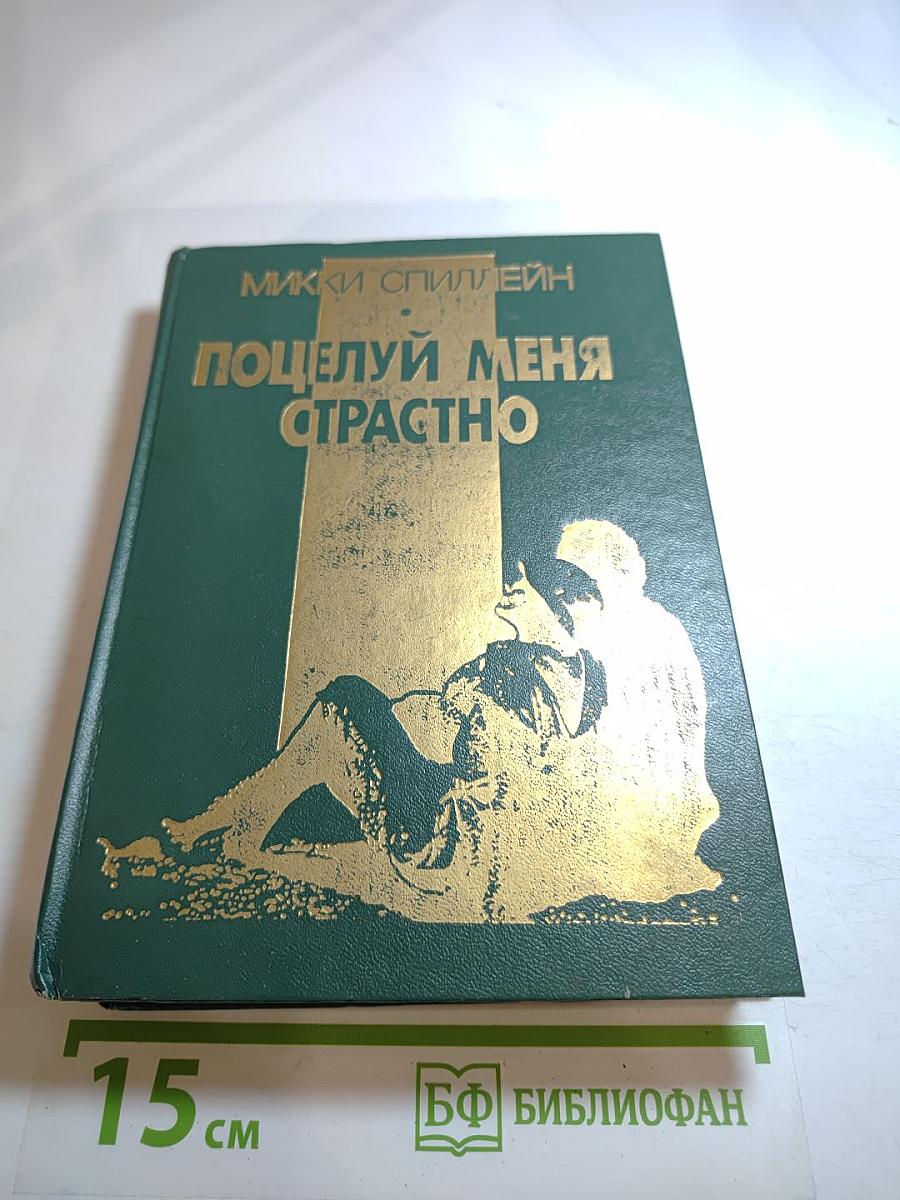 МИККИ СПИЛЛЕЙН
ПОЦЕЛУЙ МЕНЯ
СТРАСТНО
15 см
БФ БИБЛИОФАН